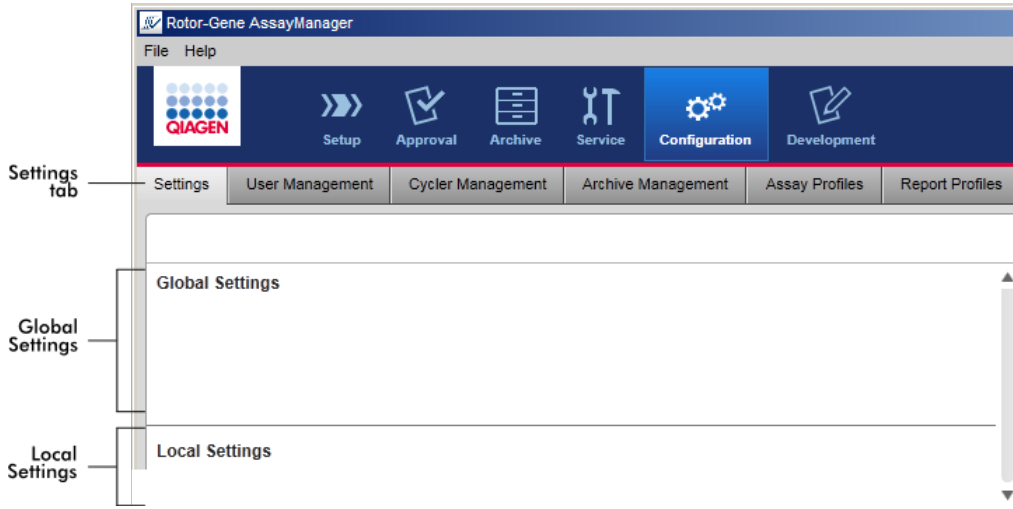 Rotor-Gene AssayManager
File Help
QIAGEN
Setup
Approval
Archive
Service
Configuration
Development
Settings tab
Settings
User Management
Cycler Management
Archive Management
Assay Profiles
Report Profiles
Global Settings
Global Settings
Local Settings
Local Settings